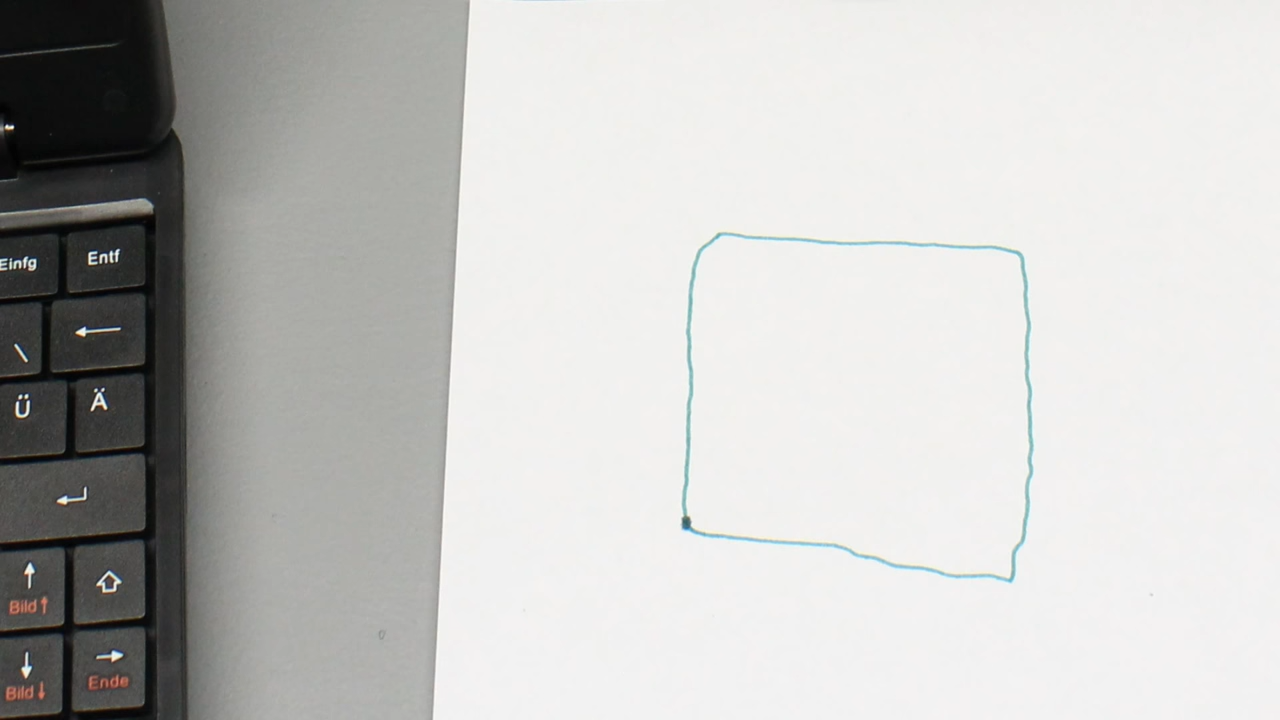 Einfg Entf
\
Ü Ä
Bild
Bild Ende